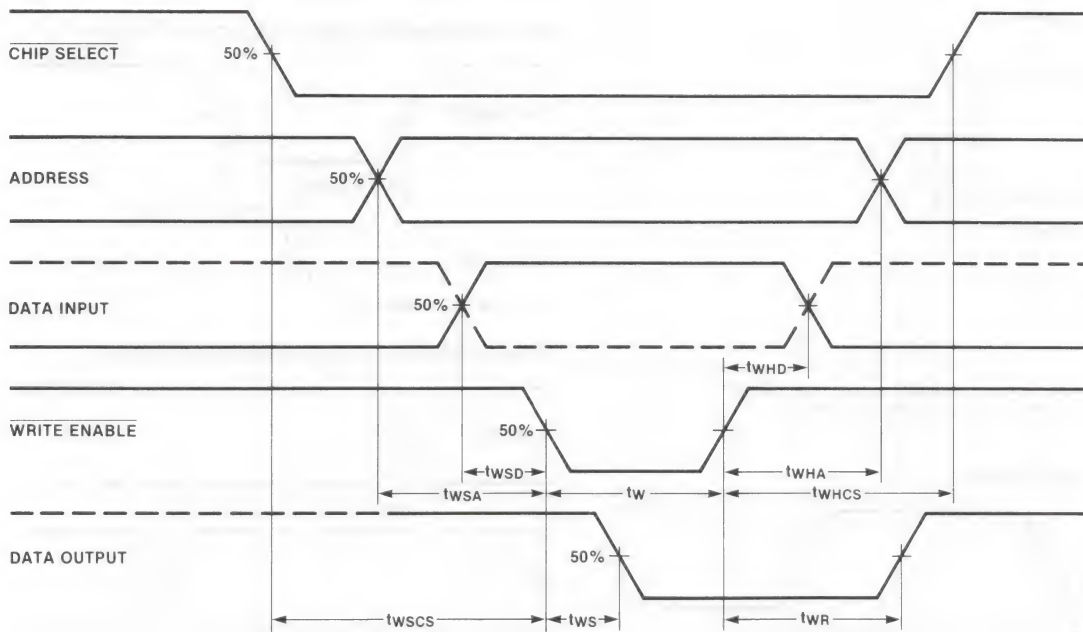 CHIP SELECT
50%
ADDRESS
50%
DATA INPUT
50%
tWHD
WRITE ENABLE
50%
tWSD
tWHA
tWSA
tW
tWHCS
DATA OUTPUT
50%
tWSCS
tWS
tWR